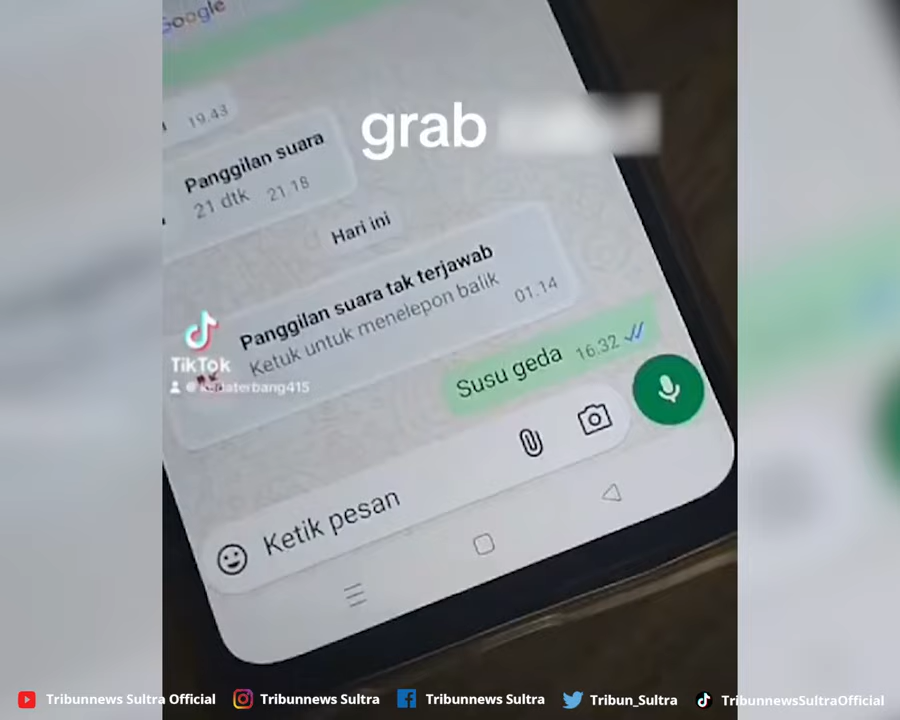 Google
19.43
grab
Panggilan suara
21 dtk 21.18
Hari ini
Panggilan suara tak terjawab
Ketuk untuk menelepon balik 01.14
TikTok
Susu geda 16.32
Ketik pesan
Tribunnews Sultra Official Tribunnews Sultra Tribunnews Sultra Tribun_Sultra TribunnewsSultraOfficial